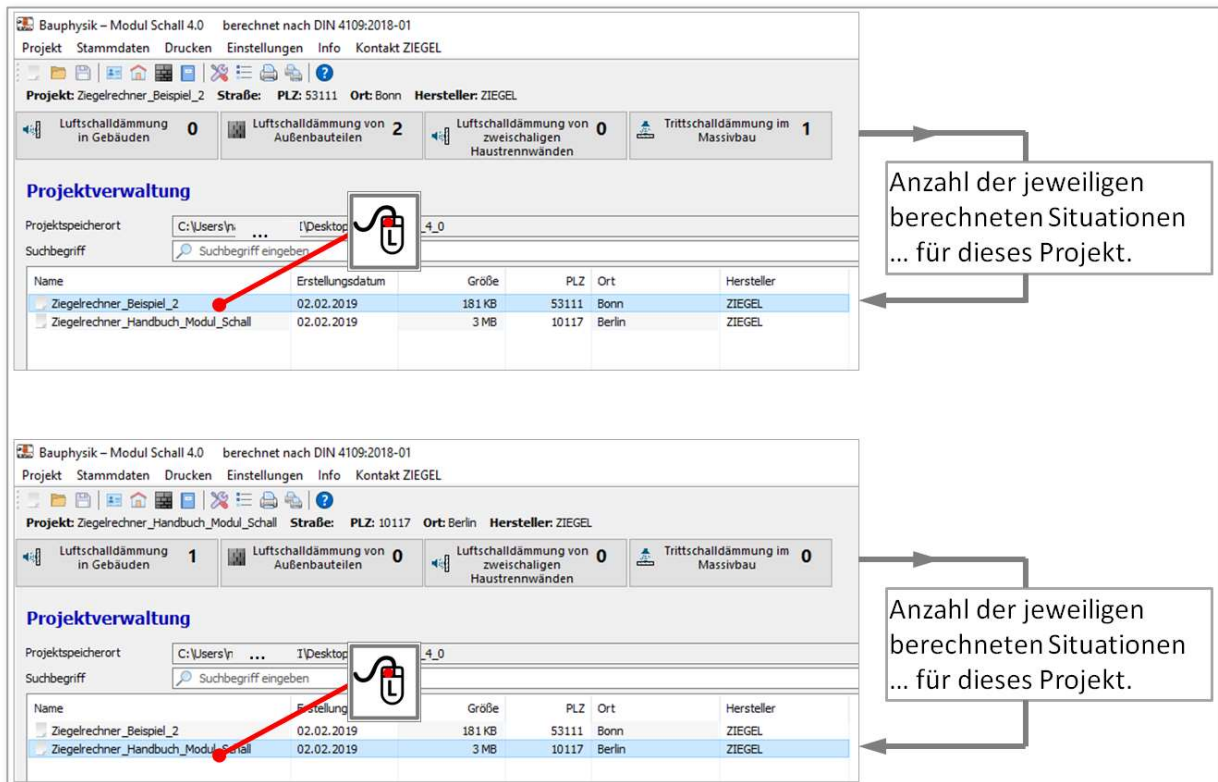 Bauphysik – Modul Schall 4.0 berechnet nach DIN 4109:2018-01
Projekt Stammdaten Drucken Einstellungen Info Kontakt ZIEGEL
Projekt: Ziegelrechner_Beispiel_2 Straße: PLZ: 53111 Ort: Bonn Hersteller: ZIEGEL
Luftschalldämmung in Gebäuden 0
Luftschalldämmung von Außenbauteilen 2
Luftschalldämmung von zweischaligen Haustrennwänden 0
Trittschalldämmung im Massivbau 1
Projektverwaltung
Projektspeicherort C:\Users\n ... I\Desktop 4_0
Suchbegriff Suchbegriff eingeben
L
Name Erstellungsdatum Größe PLZ Ort Hersteller
Ziegelrechner_Beispiel_2 02.02.2019 181 KB 53111 Bonn ZIEGEL
Ziegelrechner_Handbuch_Modul_Schall 02.02.2019 3 MB 10117 Berlin ZIEGEL
Anzahl der jeweiligen
berechneten Situationen
... für dieses Projekt.
Bauphysik – Modul Schall 4.0 berechnet nach DIN 4109:2018-01
Projekt Stammdaten Drucken Einstellungen Info Kontakt ZIEGEL
Projekt: Ziegelrechner_Handbuch_Modul_Schall Straße: PLZ: 10117 Ort: Berlin Hersteller: ZIEGEL
Luftschalldämmung in Gebäuden 1
Luftschalldämmung von Außenbauteilen 0
Luftschalldämmung von zweischaligen Haustrennwänden 0
Trittschalldämmung im Massivbau 0
Projektverwaltung
Projektspeicherort C:\Users\ ... I\Desktop 4_0
Suchbegriff Suchbegriff eingeben
L
Name Größe PLZ Ort Hersteller
Ziegelrechner_Beispiel_2 02.02.2019 181 KB 53111 Bonn ZIEGEL
Ziegelrechner_Handbuch_Modul_Schall 02.02.2019 3 MB 10117 Berlin ZIEGEL
Anzahl der jeweiligen
berechneten Situationen
... für dieses Projekt.